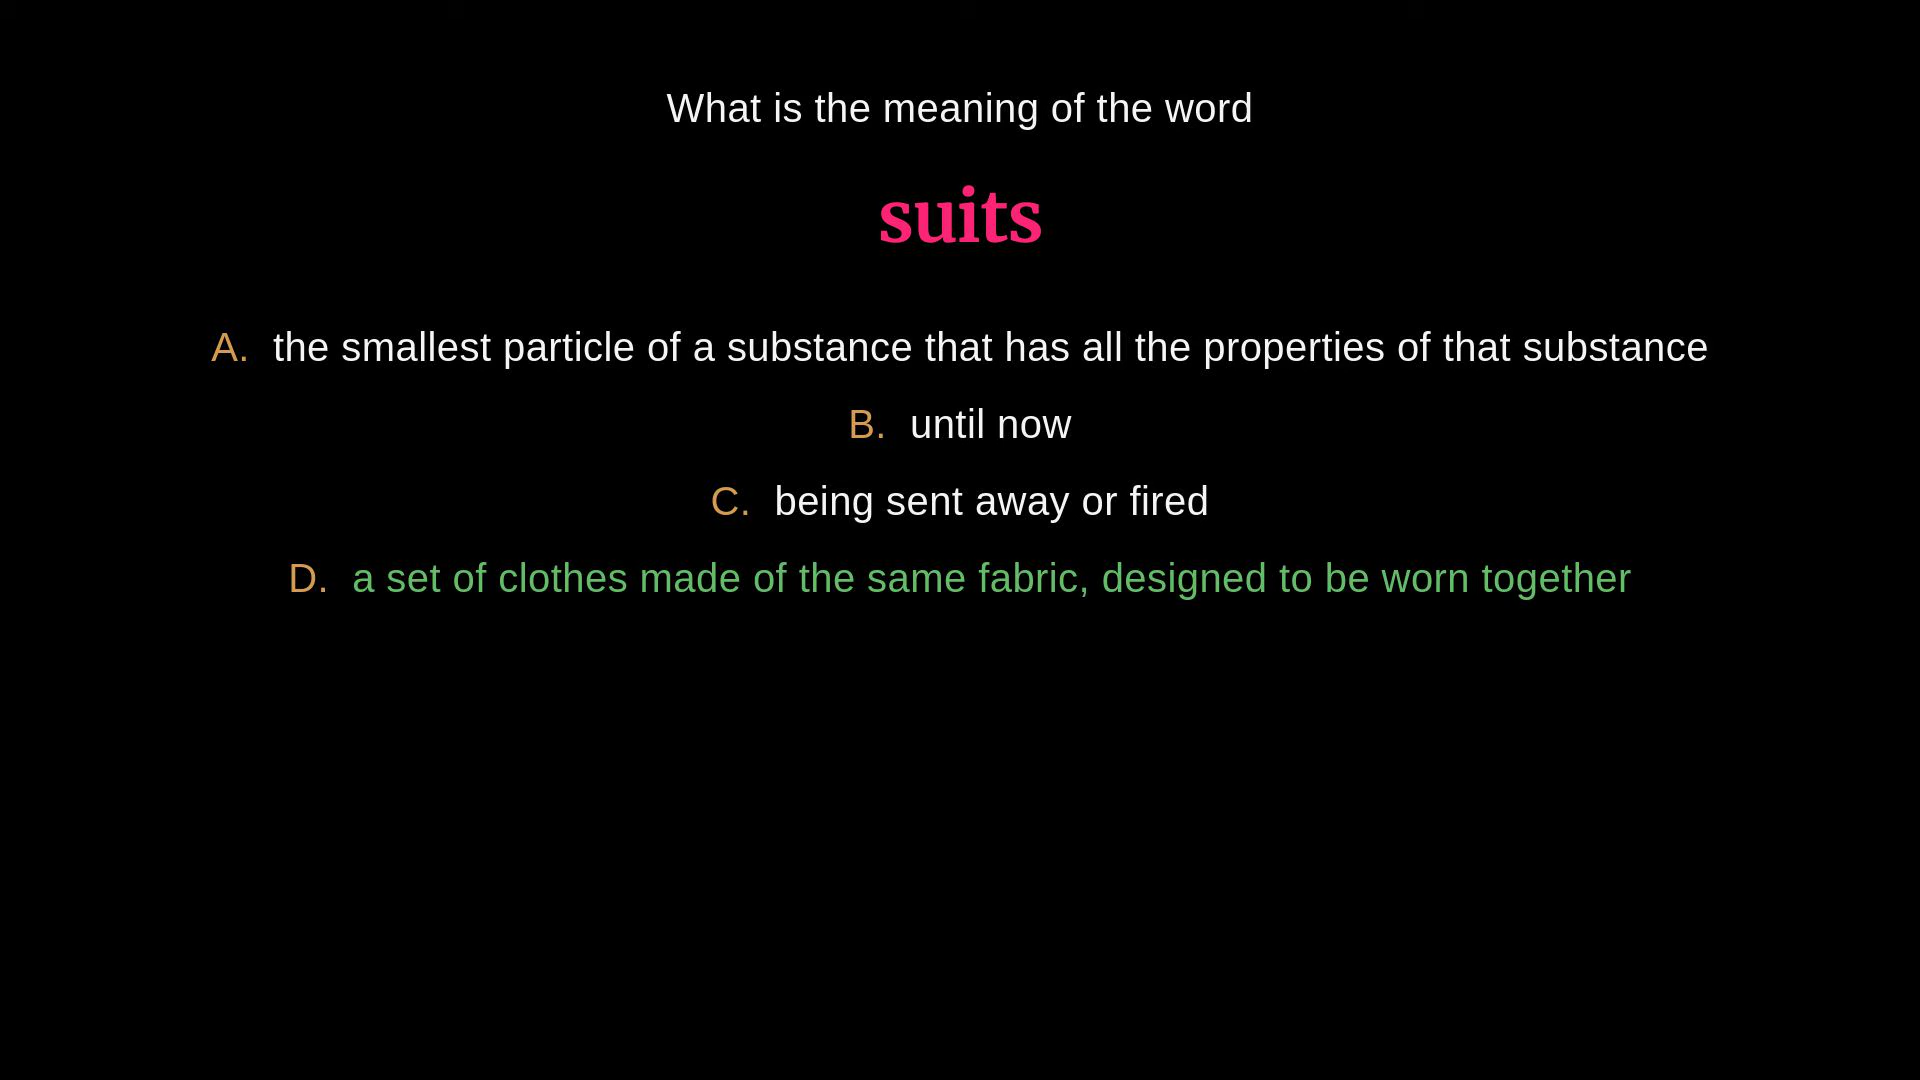 What is the meaning of the word
suits
A. the smallest particle of a substance that has all the properties of that substance
B. until now
C. being sent away or fired
D. a set of clothes made of the same fabric, designed to be worn together